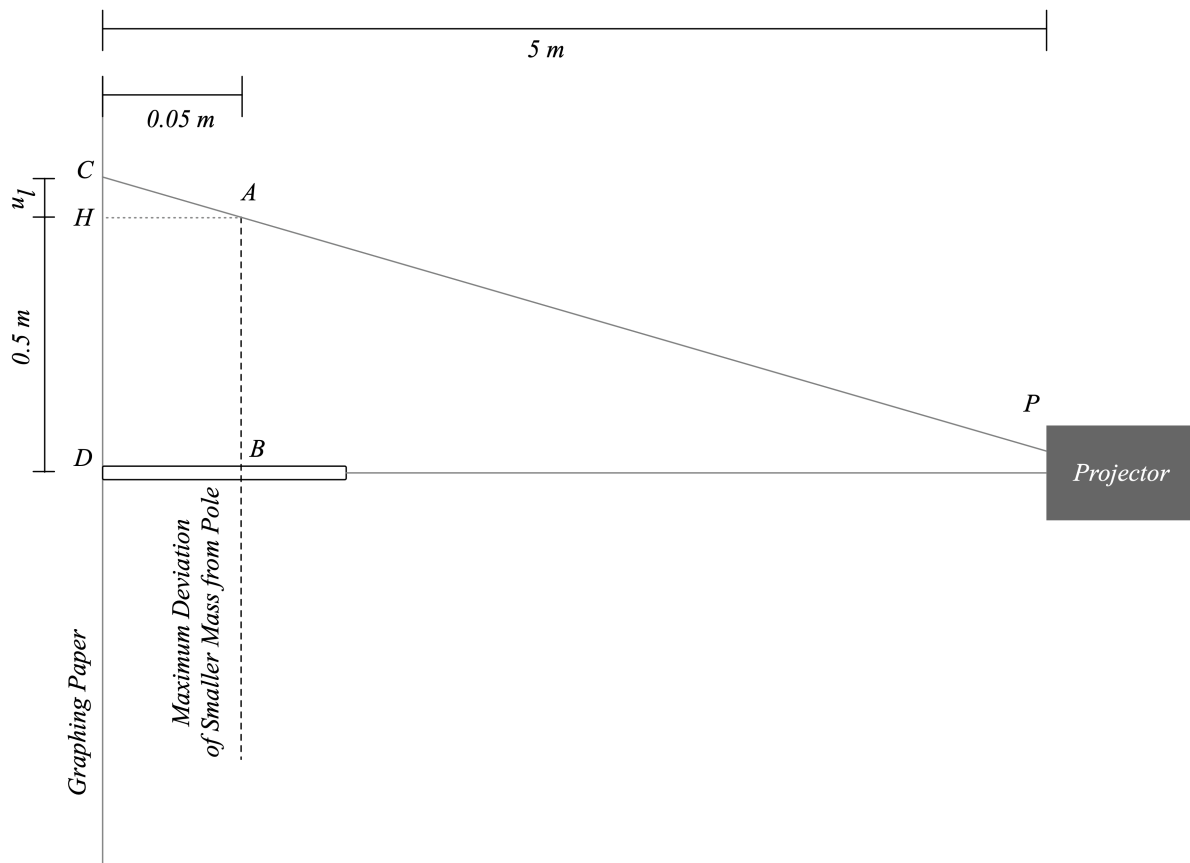 5 m
0.05 m
C
A
u_l
H
0.5 m
P
D
B
Projector
Maximum Deviation
of Smaller Mass from Pole
Graphing Paper